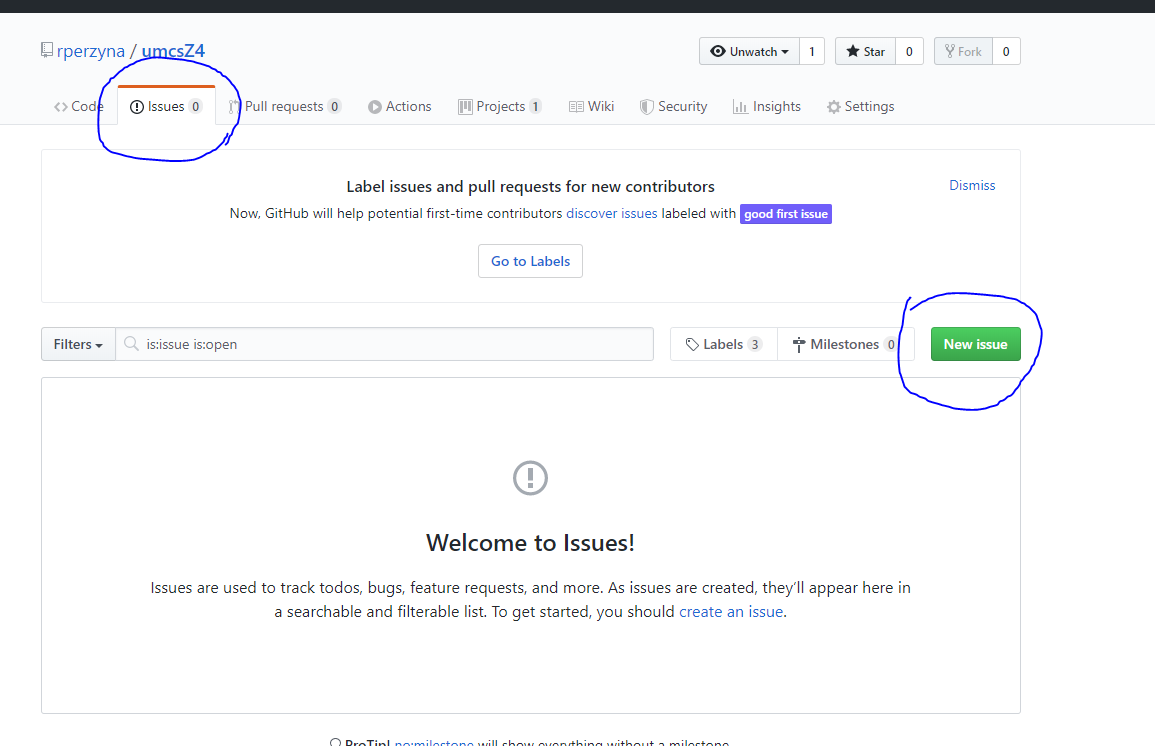 rperzyna / umcsZ4
Unwatch 1 Star 0 Fork 0
Code Issues 0 Pull requests 0 Actions Projects 1 Wiki Security Insights Settings
Label issues and pull requests for new contributors
Dismiss
Now, GitHub will help potential first-time contributors discover issues labeled with good first issue
Go to Labels
Filters is:issue is:open Labels 3 Milestones 0 New issue
Welcome to Issues!
Issues are used to track todos, bugs, feature requests, and more. As issues are created, they’ll appear here in
a searchable and filterable list. To get started, you should create an issue.
ProTip! no:milestone will show everything without a milestone.